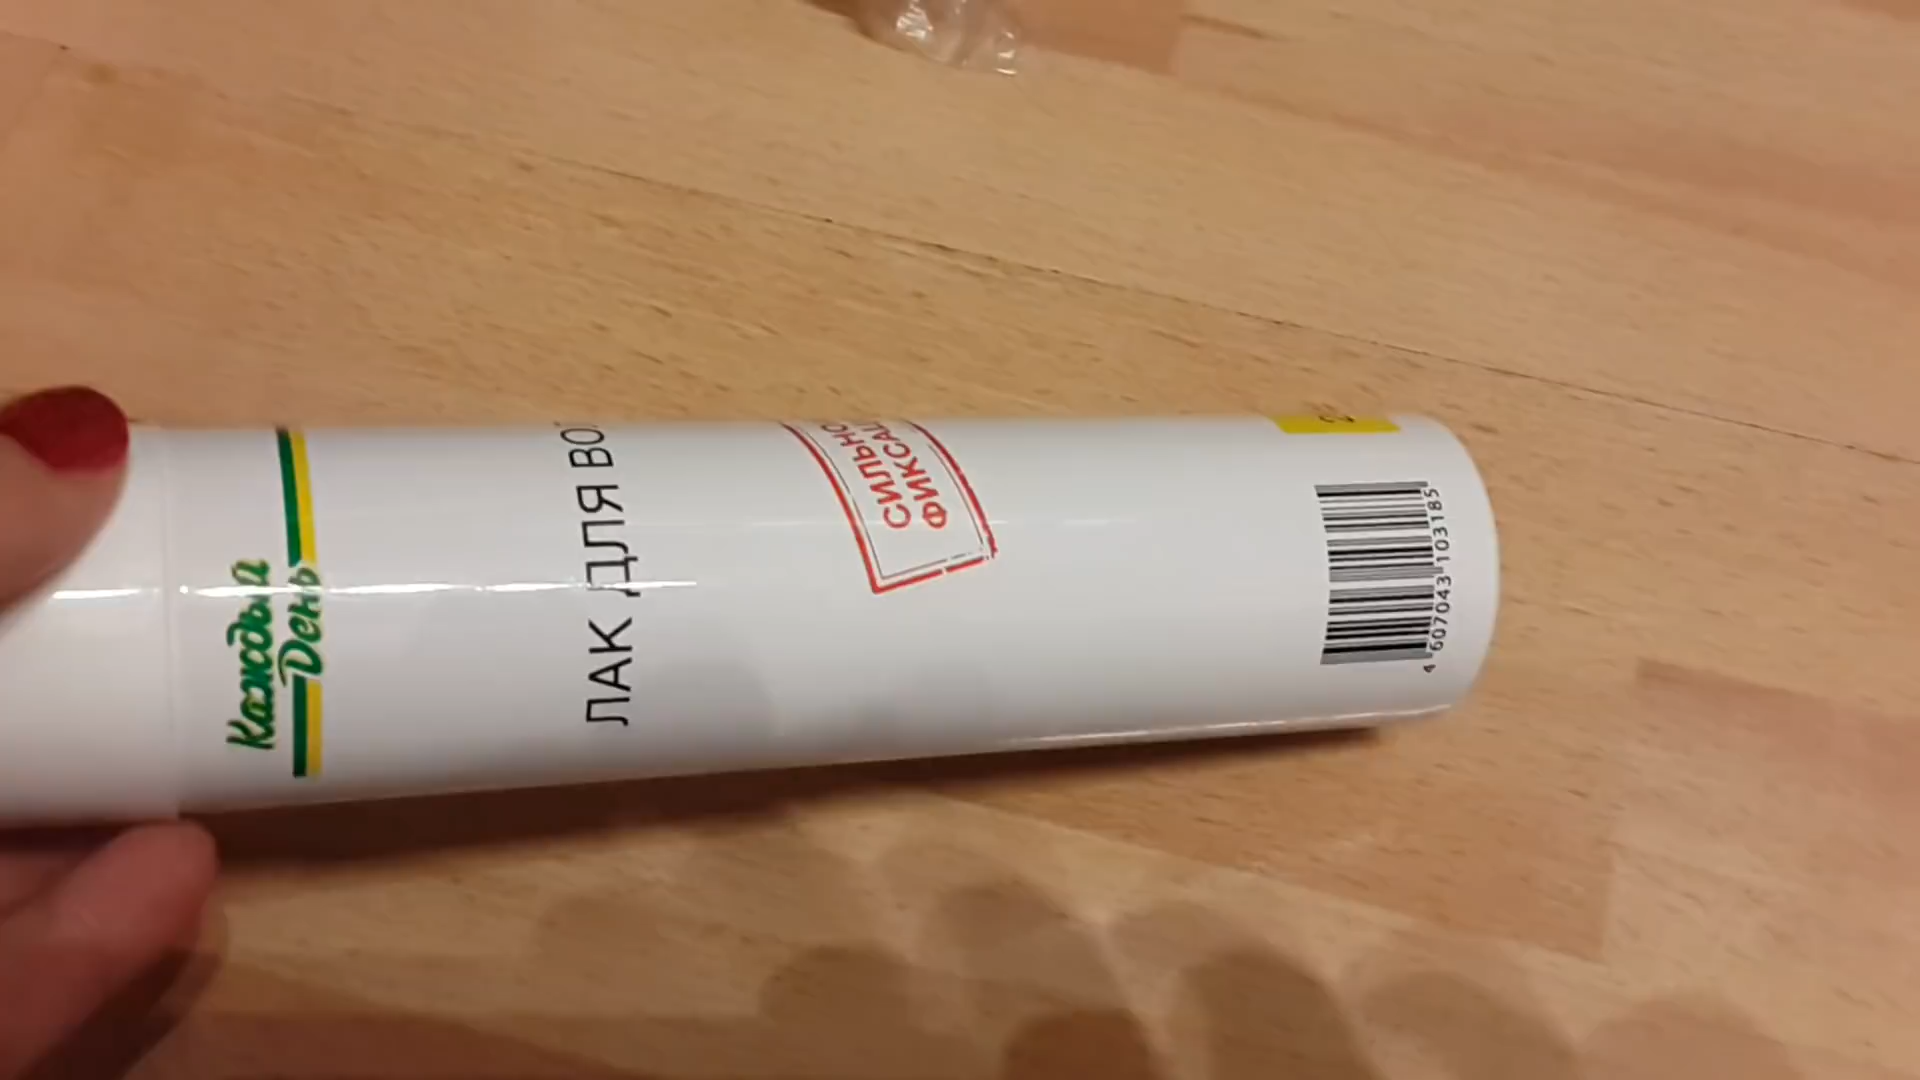 Каждый
День
ЛАК ДЛЯ ВО
СИЛЬНО
ФИКСАЦ
4 607043 103185